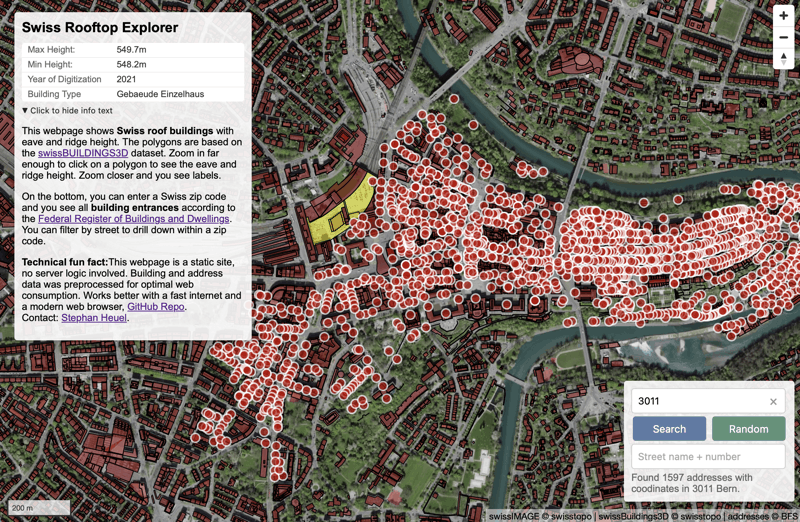 Swiss Rooftop Explorer
Max Height: 549.7m
Min Height: 548.2m
Year of Digitization 2021
Building Type Gebaeude Einzelhaus
▼ Click to hide info text
This webpage shows Swiss roof buildings with
eave and ridge height. The polygons are based on
the swissBUILDINGS3D dataset. Zoom in far
enough to click on a polygon to see the eave and
ridge height. Zoom closer and you see labels.
On the bottom, you can enter a Swiss zip code
and you see all building entrances according to
the Federal Register of Buildings and Dwellings.
You can filter by street to drill down within a zip
code.
Technical fun fact:This webpage is a static site,
no server logic involved. Building and address
data was preprocessed for optimal web
consumption. Works better with a fast internet and
a modern web browser, GitHub Repo.
Contact: Stephan Heuel.
3011 ×
Search Random
Street name + number
Found 1597 addresses with
coodinates in 3011 Bern.
200 m
swissIMAGE © swisstopo | swissBuildings3D © swisstopo | addresses © BFS